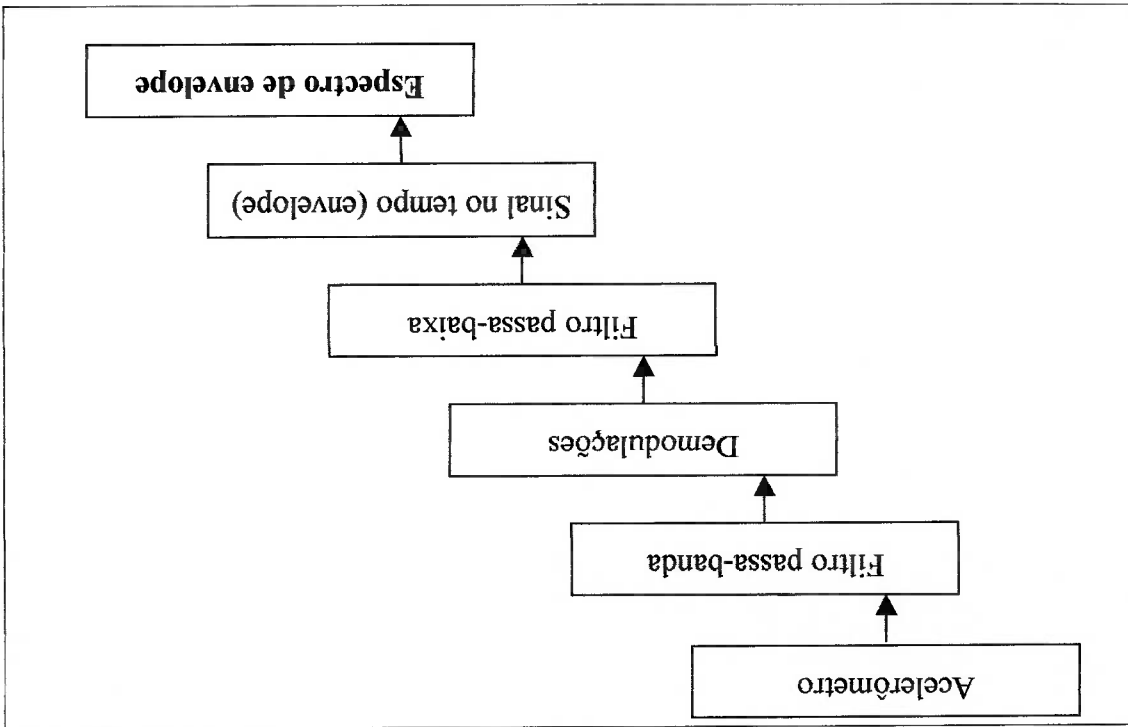 Acelerômetro
Filtro passa-banda
Demodulações
Filtro passa-baixa
Sinal no tempo (envelope)
Espectro de envelope